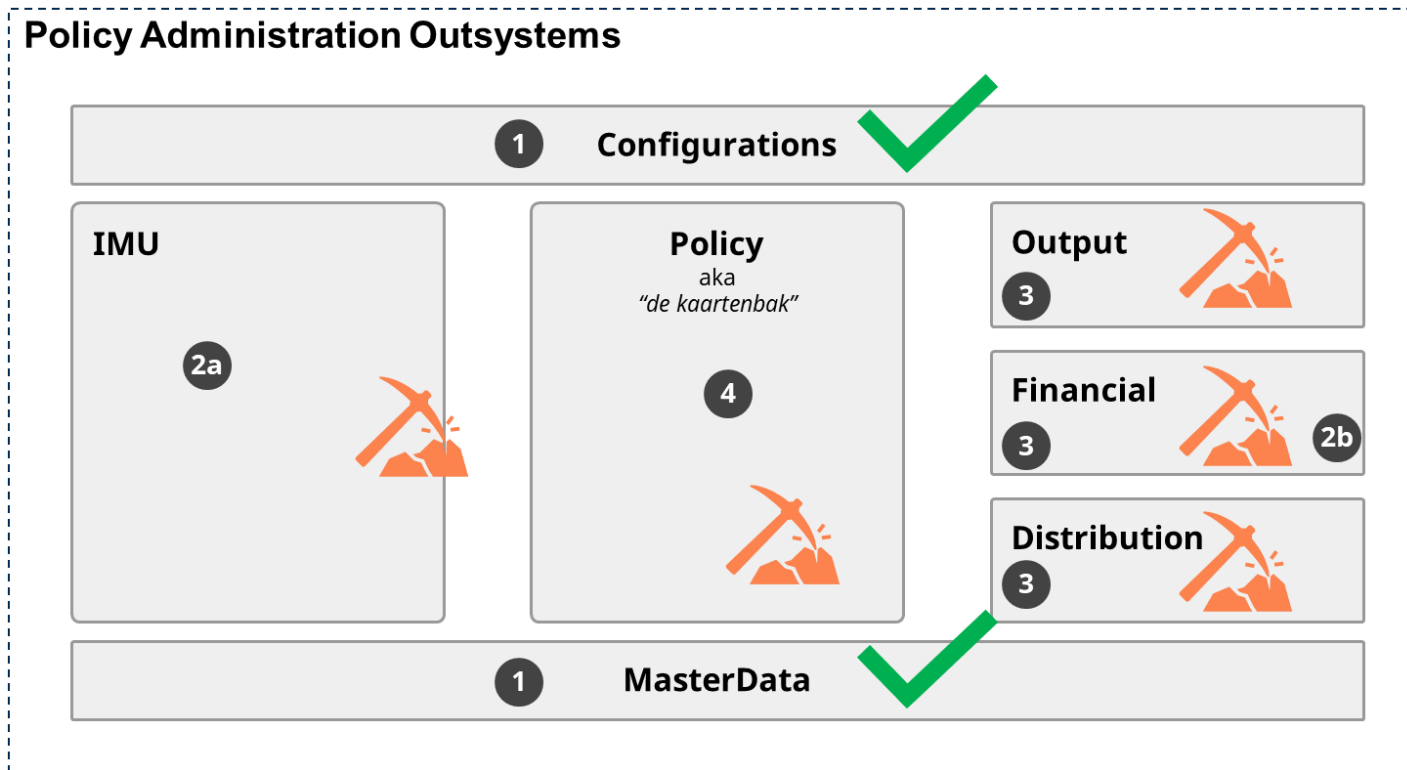 Policy Administration Outsystems
1 Configurations
IMU
2a
Policy
aka
“de kaartenbak”
4
Output
3
Financial
3
2b
Distribution
3
1 MasterData